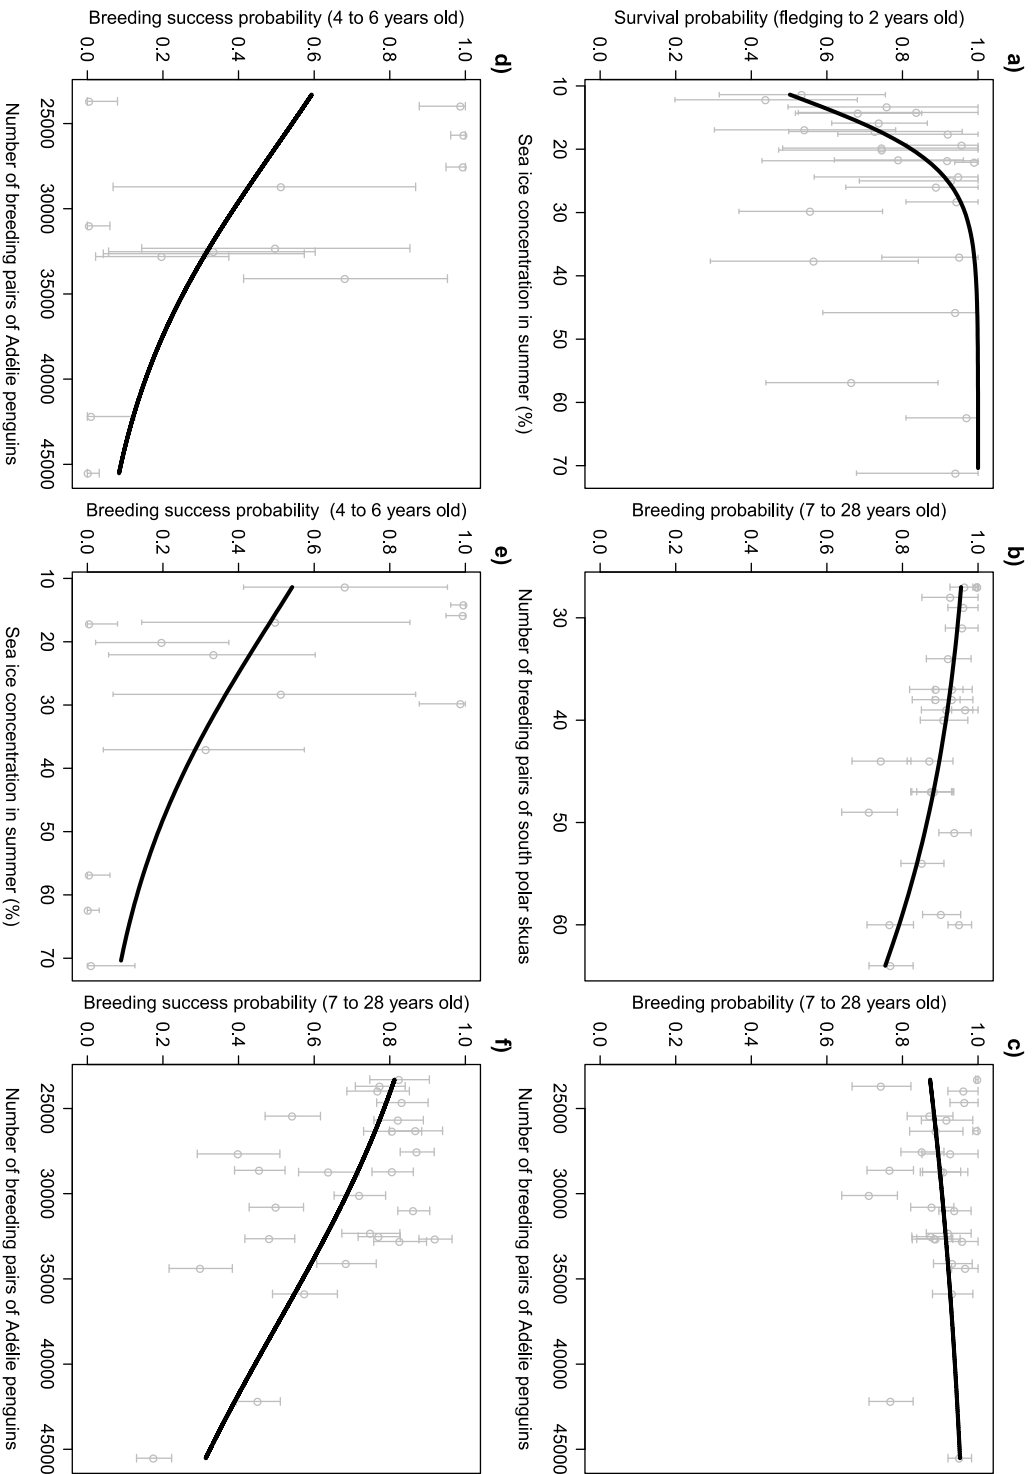 a)
Survival probability (fledging to 2 years old)
0.0 0.2 0.4 0.6 0.8 1.0
10 20 30 40 50 60 70
Sea ice concentration in summer (%)
b)
Breeding probability (7 to 28 years old)
0.0 0.2 0.4 0.6 0.8 1.0
30 40 50 60
Number of breeding pairs of south polar skuas
c)
Breeding probability (7 to 28 years old)
0.0 0.2 0.4 0.6 0.8 1.0
25000 30000 35000 40000 45000
Number of breeding pairs of Adélie penguins
d)
Breeding success probability (4 to 6 years old)
0.0 0.2 0.4 0.6 0.8 1.0
25000 30000 35000 40000 45000
Number of breeding pairs of Adélie penguins
e)
Breeding success probability (4 to 6 years old)
0.0 0.2 0.4 0.6 0.8 1.0
10 20 30 40 50 60 70
Sea ice concentration in summer (%)
f)
Breeding success probability (7 to 28 years old)
0.0 0.2 0.4 0.6 0.8 1.0
25000 30000 35000 40000 45000
Number of breeding pairs of Adélie penguins